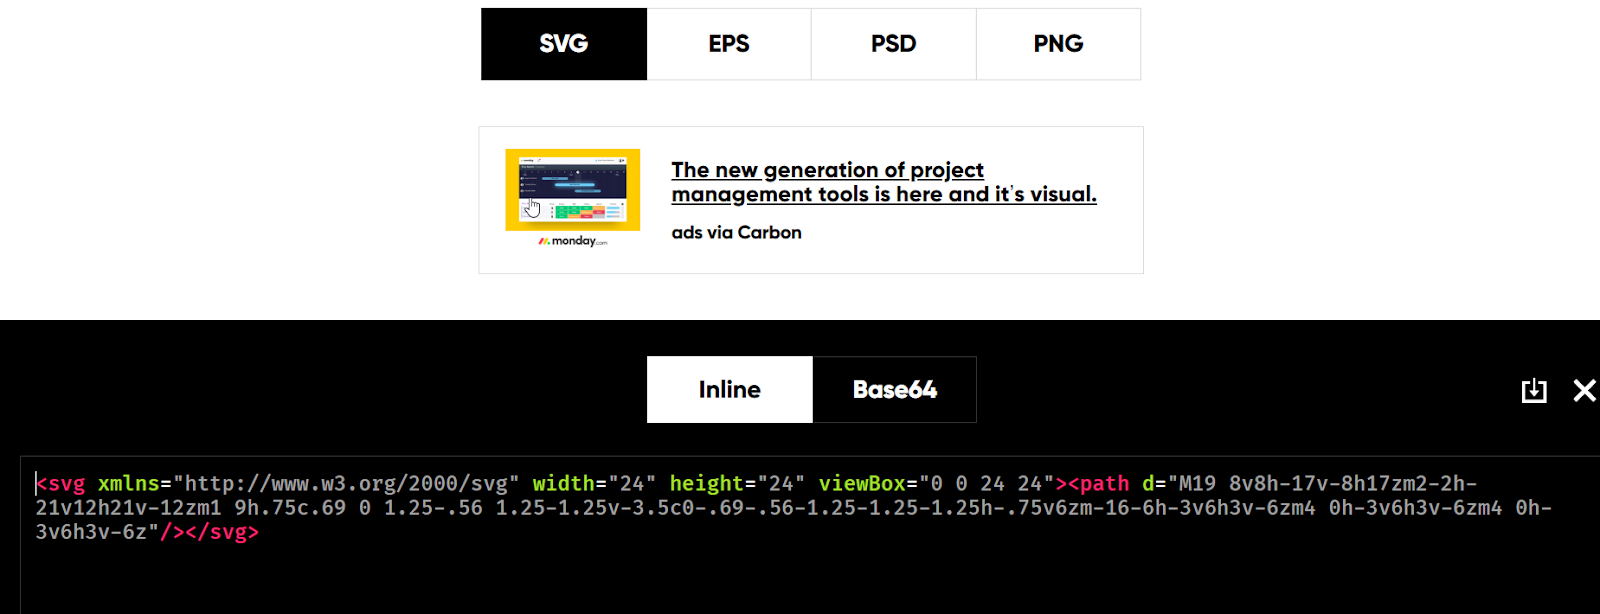 SVG
EPS
PSD
PNG
The new generation of project
management tools is here and it's visual.
ads via Carbon
monday.com
Inline
Base64
<svg xmlns="http://www.w3.org/2000/svg" width="24" height="24" viewBox="0 0 24 24"><path d="M19 8v8h-17v-8h17zm2-2h-
21v12h21v-12zm1 9h.75c.69 0 1.25-.56 1.25-1.25v-3.5c0-.69-.56-1.25-1.25-1.25h-.75v6zm-16-6h-3v6h3v-6zm4 0h-3v6h3v-6zm4 0h-
3v6h3v-6z"/></svg>